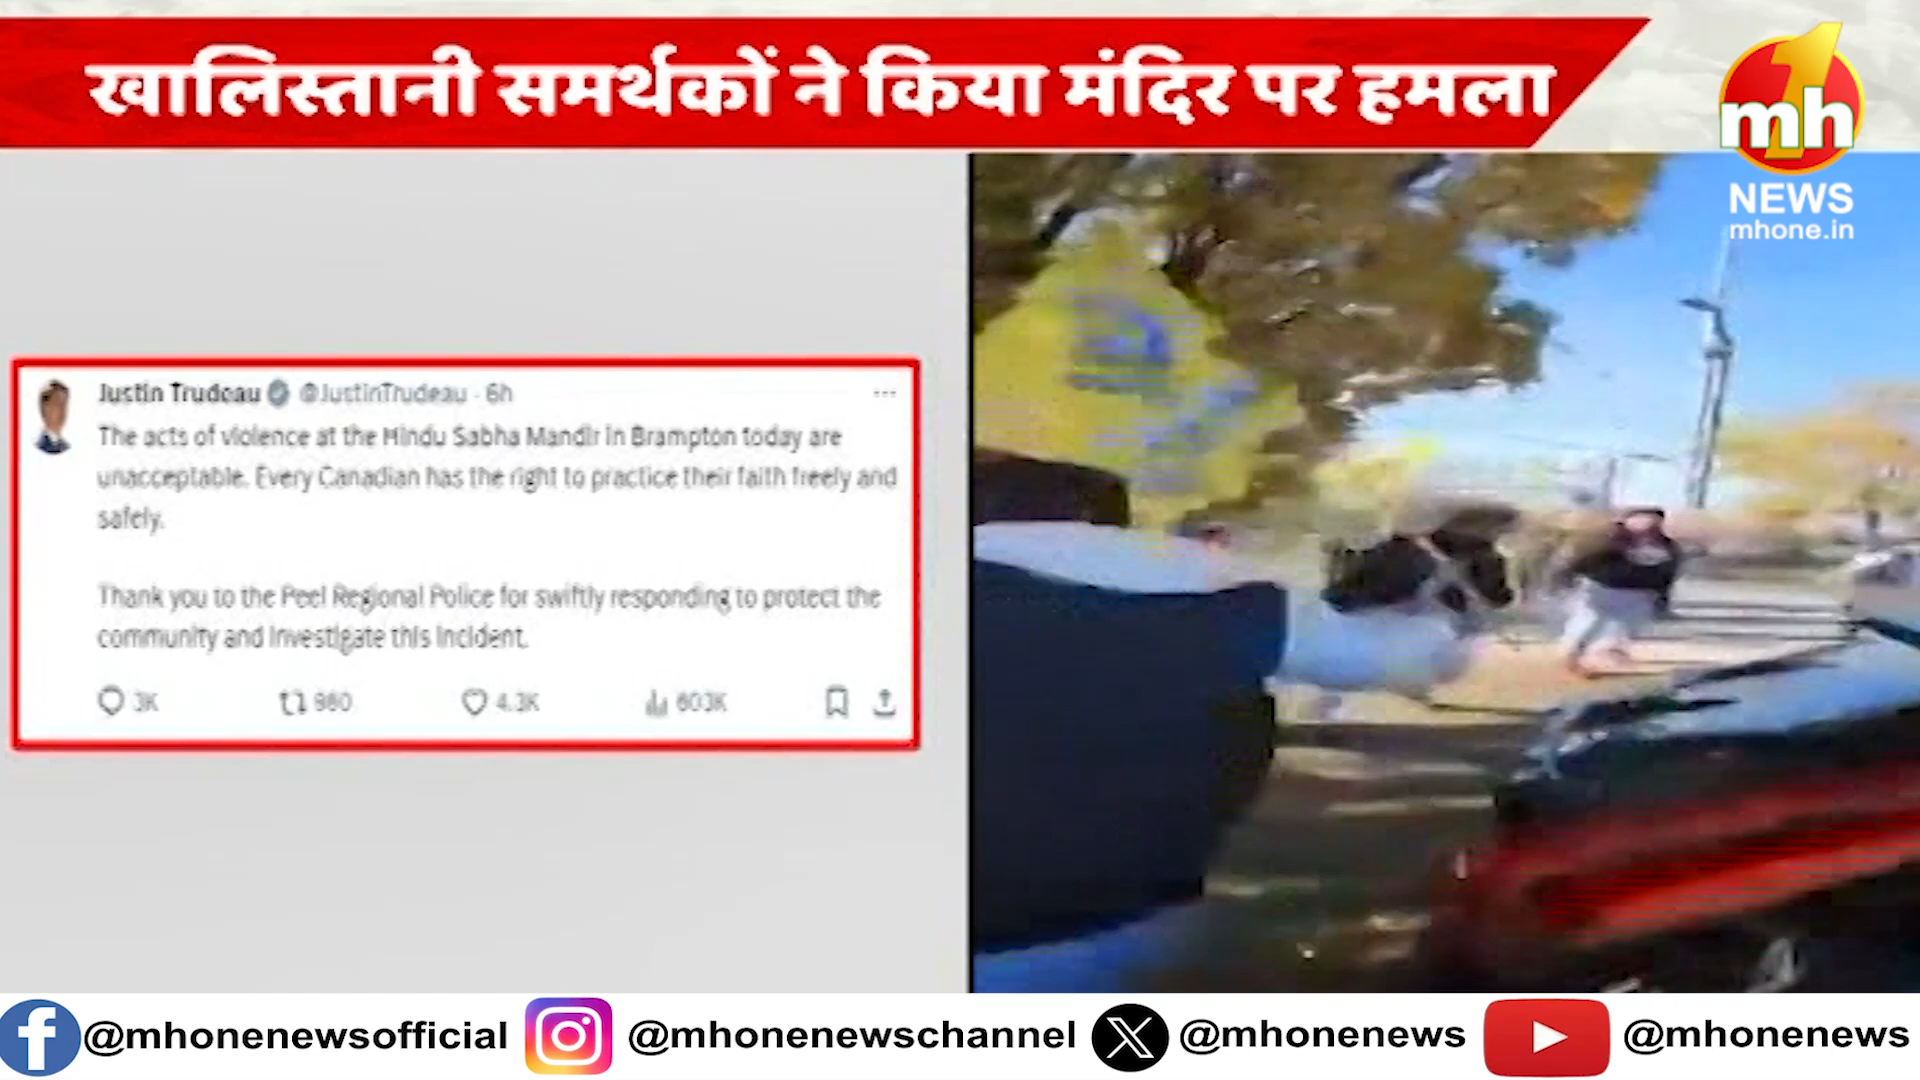 खालिस्तानी समर्थकों ने किया मंदिर पर हमला
1
mh
NEWS
mhone.in
Justin Trudeau @JustinTrudeau · 6h
The acts of violence at the Hindu Sabha Mandir in Brampton today are
unacceptable. Every Canadian has the right to practice their faith freely and
safely.
Thank you to the Peel Regional Police for swiftly responding to protect the
community and investigate this incident.
3K 980 4.3K 603K
@mhonenewsofficial @mhonenewschannel @mhonenews @mhonenews